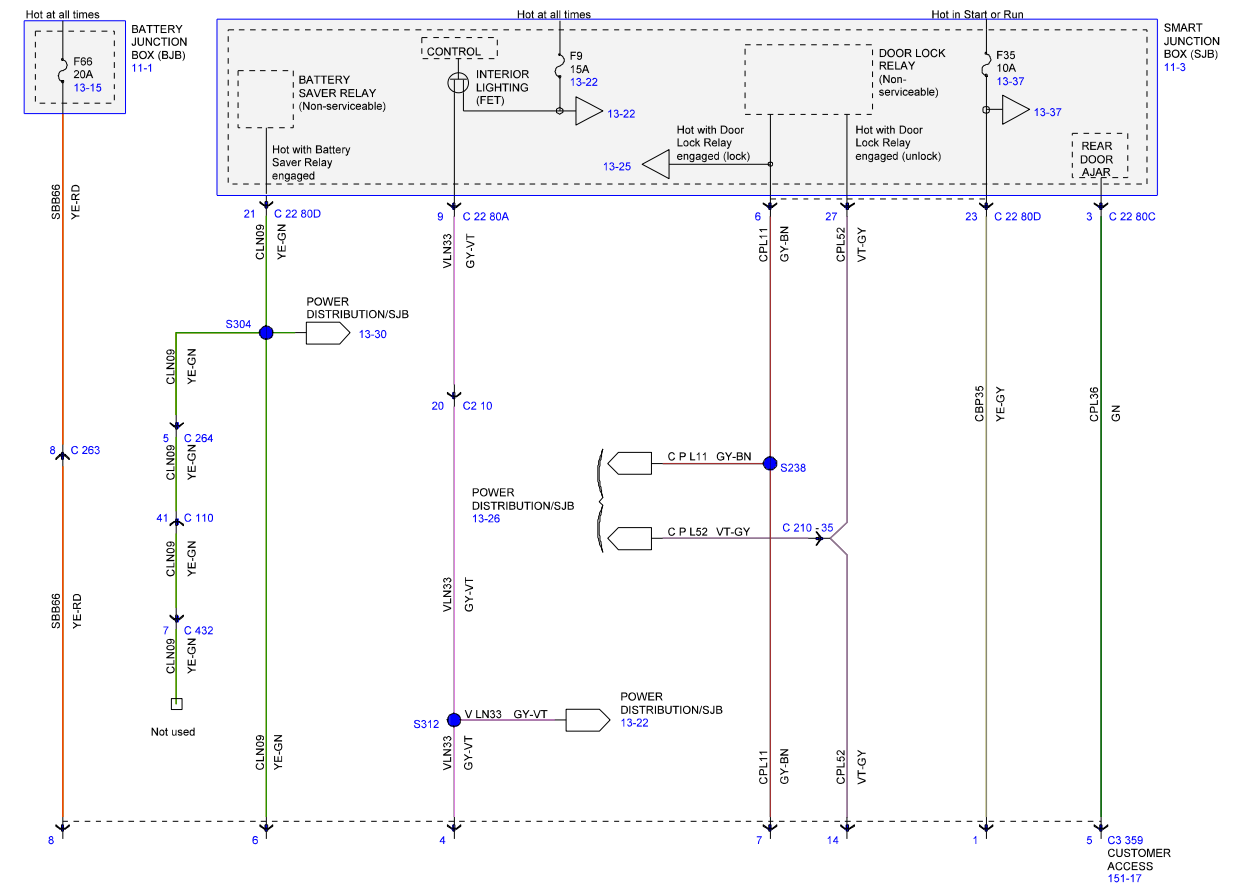 Hot at all times
Hot at all times
Hot in Start or Run
BATTERY
JUNCTION
BOX (BJB)
11-1
F66
20A
13-15
CONTROL
INTERIOR
LIGHTING
(FET)
F9
15A
13-22
13-22
BATTERY
SAVER RELAY
(Non-serviceable)
Hot with Battery
Saver Relay
engaged
DOOR LOCK
RELAY
(Non-
serviceable)
Hot with Door
Lock Relay
engaged (lock)
13-25
Hot with Door
Lock Relay
engaged (unlock)
F35
10A
13-37
13-37
REAR
DOOR
AJAR
SMART
JUNCTION
BOX (SJB)
11-3
21 C 22 80D
9 C 22 80A
6
27
23 C 22 80D
3 C 22 80C
SBB66
YE-RD
CLN09
YE-GN
VLN33
GY-VT
CPL11
GY-BN
CPL52
VT-GY
S304
POWER
DISTRIBUTION/SJB
13-30
CLN09
YE-GN
20 C2 10
CBP35
YE-GY
CPL36
GN
5 C 264
8 C 263
CLN09
YE-GN
C P L11 GY-BN
S238
POWER
DISTRIBUTION/SJB
13-26
41 C 110
C P L52 VT-GY
C 210 - 35
CLN09
YE-GN
SBB66
YE-RD
VLN33
GY-VT
7 C 432
CLN09
YE-GN
Not used
S312
V LN33 GY-VT
POWER
DISTRIBUTION/SJB
13-22
CLN09
YE-GN
VLN33
GY-VT
CPL11
GY-BN
CPL52
VT-GY
8
6
4
7
14
1
5 C3 359
CUSTOMER
ACCESS
151-17